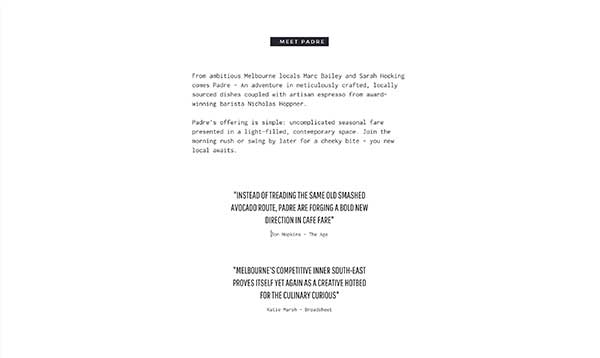 MEET PADRE
From ambitious Melbourne locals Marc Bailey and Sarah Hocking
comes Padre – An adventure in meticulously crafted, locally
sourced dishes coupled with artisan espresso from award-
winning barista Nicholas Hoppner.
Padre's offering is simple: uncomplicated seasonal fare
presented in a light-filled, contemporary space. Join the
morning rush or swing by later for a cheeky bite – you new
local awaits.
"INSTEAD OF TREADING THE SAME OLD SMASHED
AVOCADO ROUTE, PADRE ARE FORGING A BOLD NEW
DIRECTION IN CAFE FARE"
Jon Hopkins – The Age
"MELBOURNE'S COMPETITIVE INNER SOUTH-EAST
PROVES ITSELF YET AGAIN AS A CREATIVE HOTBED
FOR THE CULINARY CURIOUS"
Katie Marsh – Broadsheet